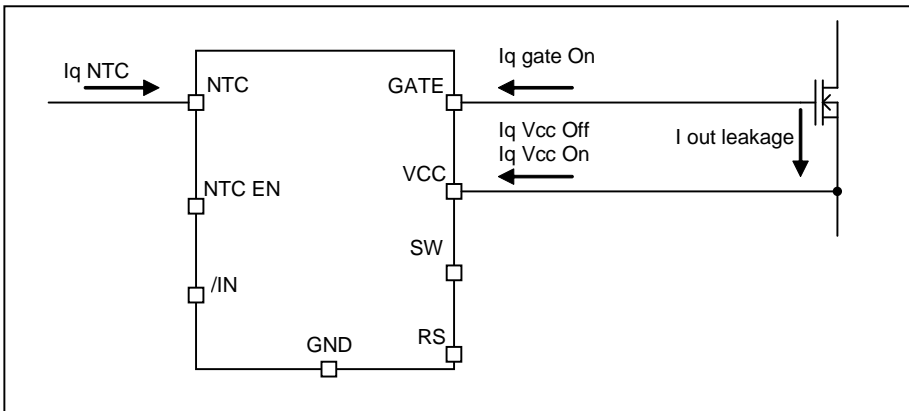 Iq NTC
NTC
NTC EN
/IN
GND
GATE
VCC
SW
RS
Iq gate On
Iq Vcc Off
Iq Vcc On
I out leakage